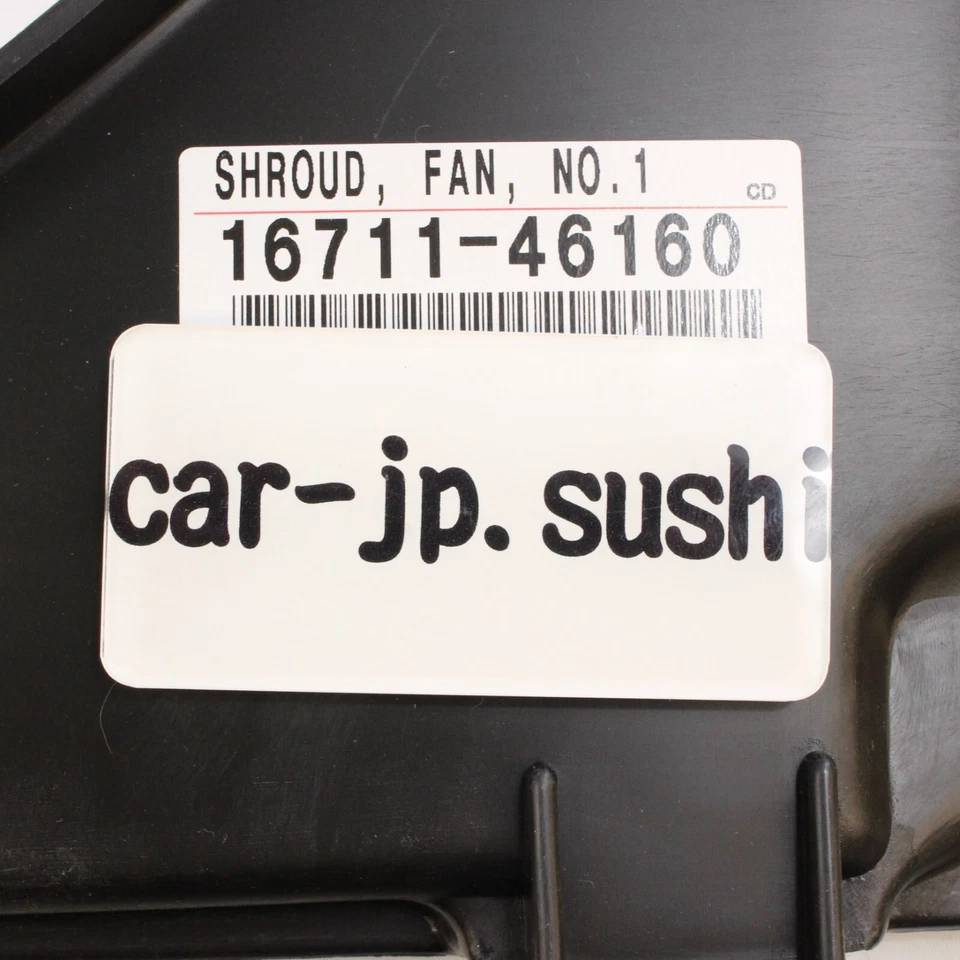 SHROUD, FAN, NO.1
CD
16711-46160
car-jp.sushi